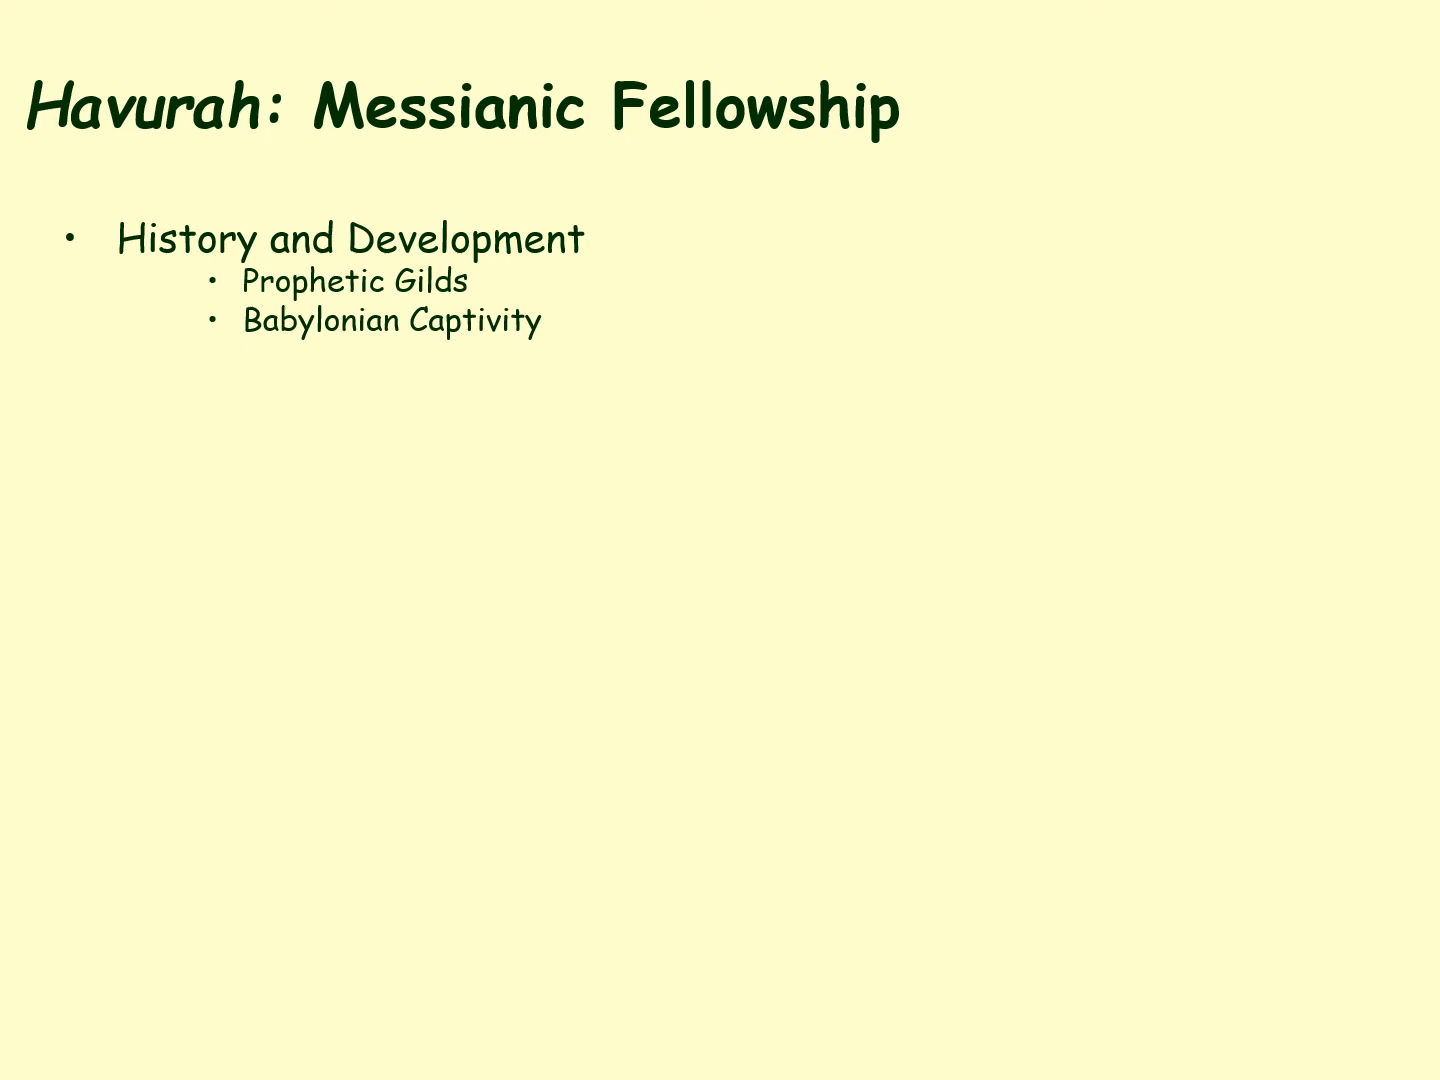 Havurah: Messianic Fellowship
• History and Development
• Prophetic Gilds
• Babylonian Captivity